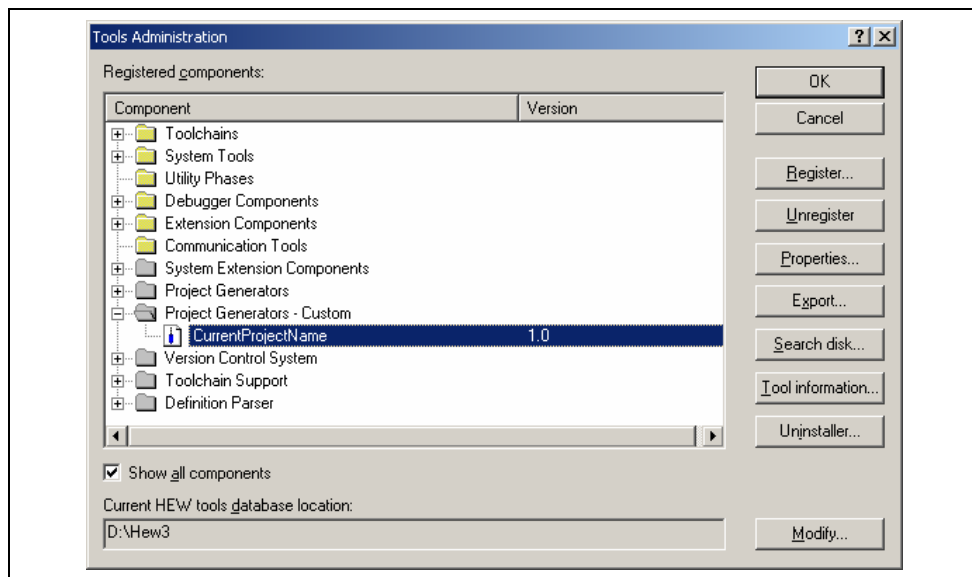 Tools Administration
Registered components:
Component Version
Toolchains
System Tools
Utility Phases
Debugger Components
Extension Components
Communication Tools
System Extension Components
Project Generators
Project Generators - Custom
CurrentProjectName 1.0
Version Control System
Toolchain Support
Definition Parser
Show all components
Current HEW tools database location:
D:\Hew3
OK
Cancel
Register...
Unregister
Properties...
Export...
Search disk...
Tool information...
Uninstaller...
Modify...